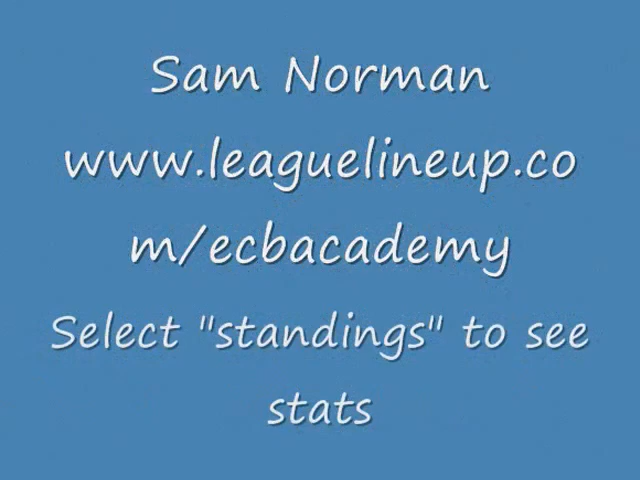 Sam Norman
www.leaguelineup.co
m/ecbacademy
Select "standings" to see
stats